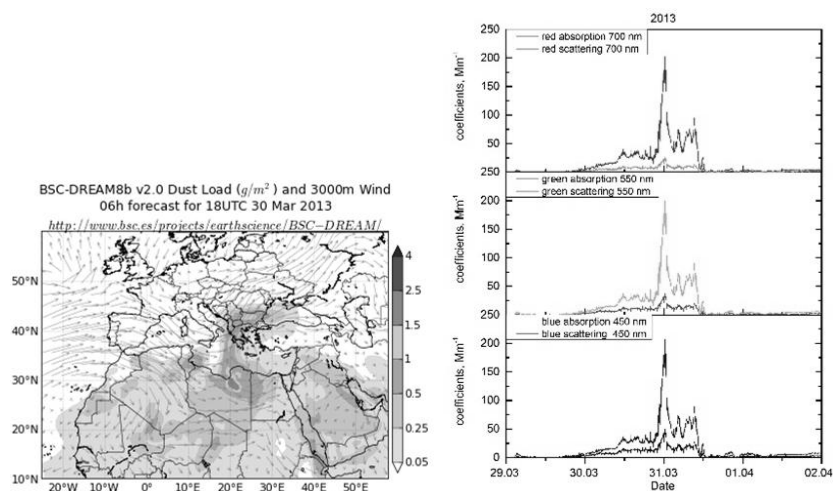 BSC-DREAM8b v2.0 Dust Load (g/m²) and 3000m Wind
06h forecast for 18UTC 30 Mar 2013
http://www.bsc.es/projects/earthscience/BSC-DREAM/
50°N
40°N
30°N
20°N
10°N
20°W 10°W 0° 10°E 20°E 30°E 40°E 50°E
4
2.5
1.5
1
0.5
0.25
0.05
2013
250
200
150
100
50
coefficients, Mm⁻¹
red absorption 700 nm
red scattering 700 nm
250
200
150
100
50
coefficients, Mm⁻¹
green absorption 550 nm
green scattering 550 nm
250
200
150
100
50
0
coefficients, Mm⁻¹
blue absorption 450 nm
blue scattering 450 nm
29.03 30.03 31.03 01.04 02.04
Date